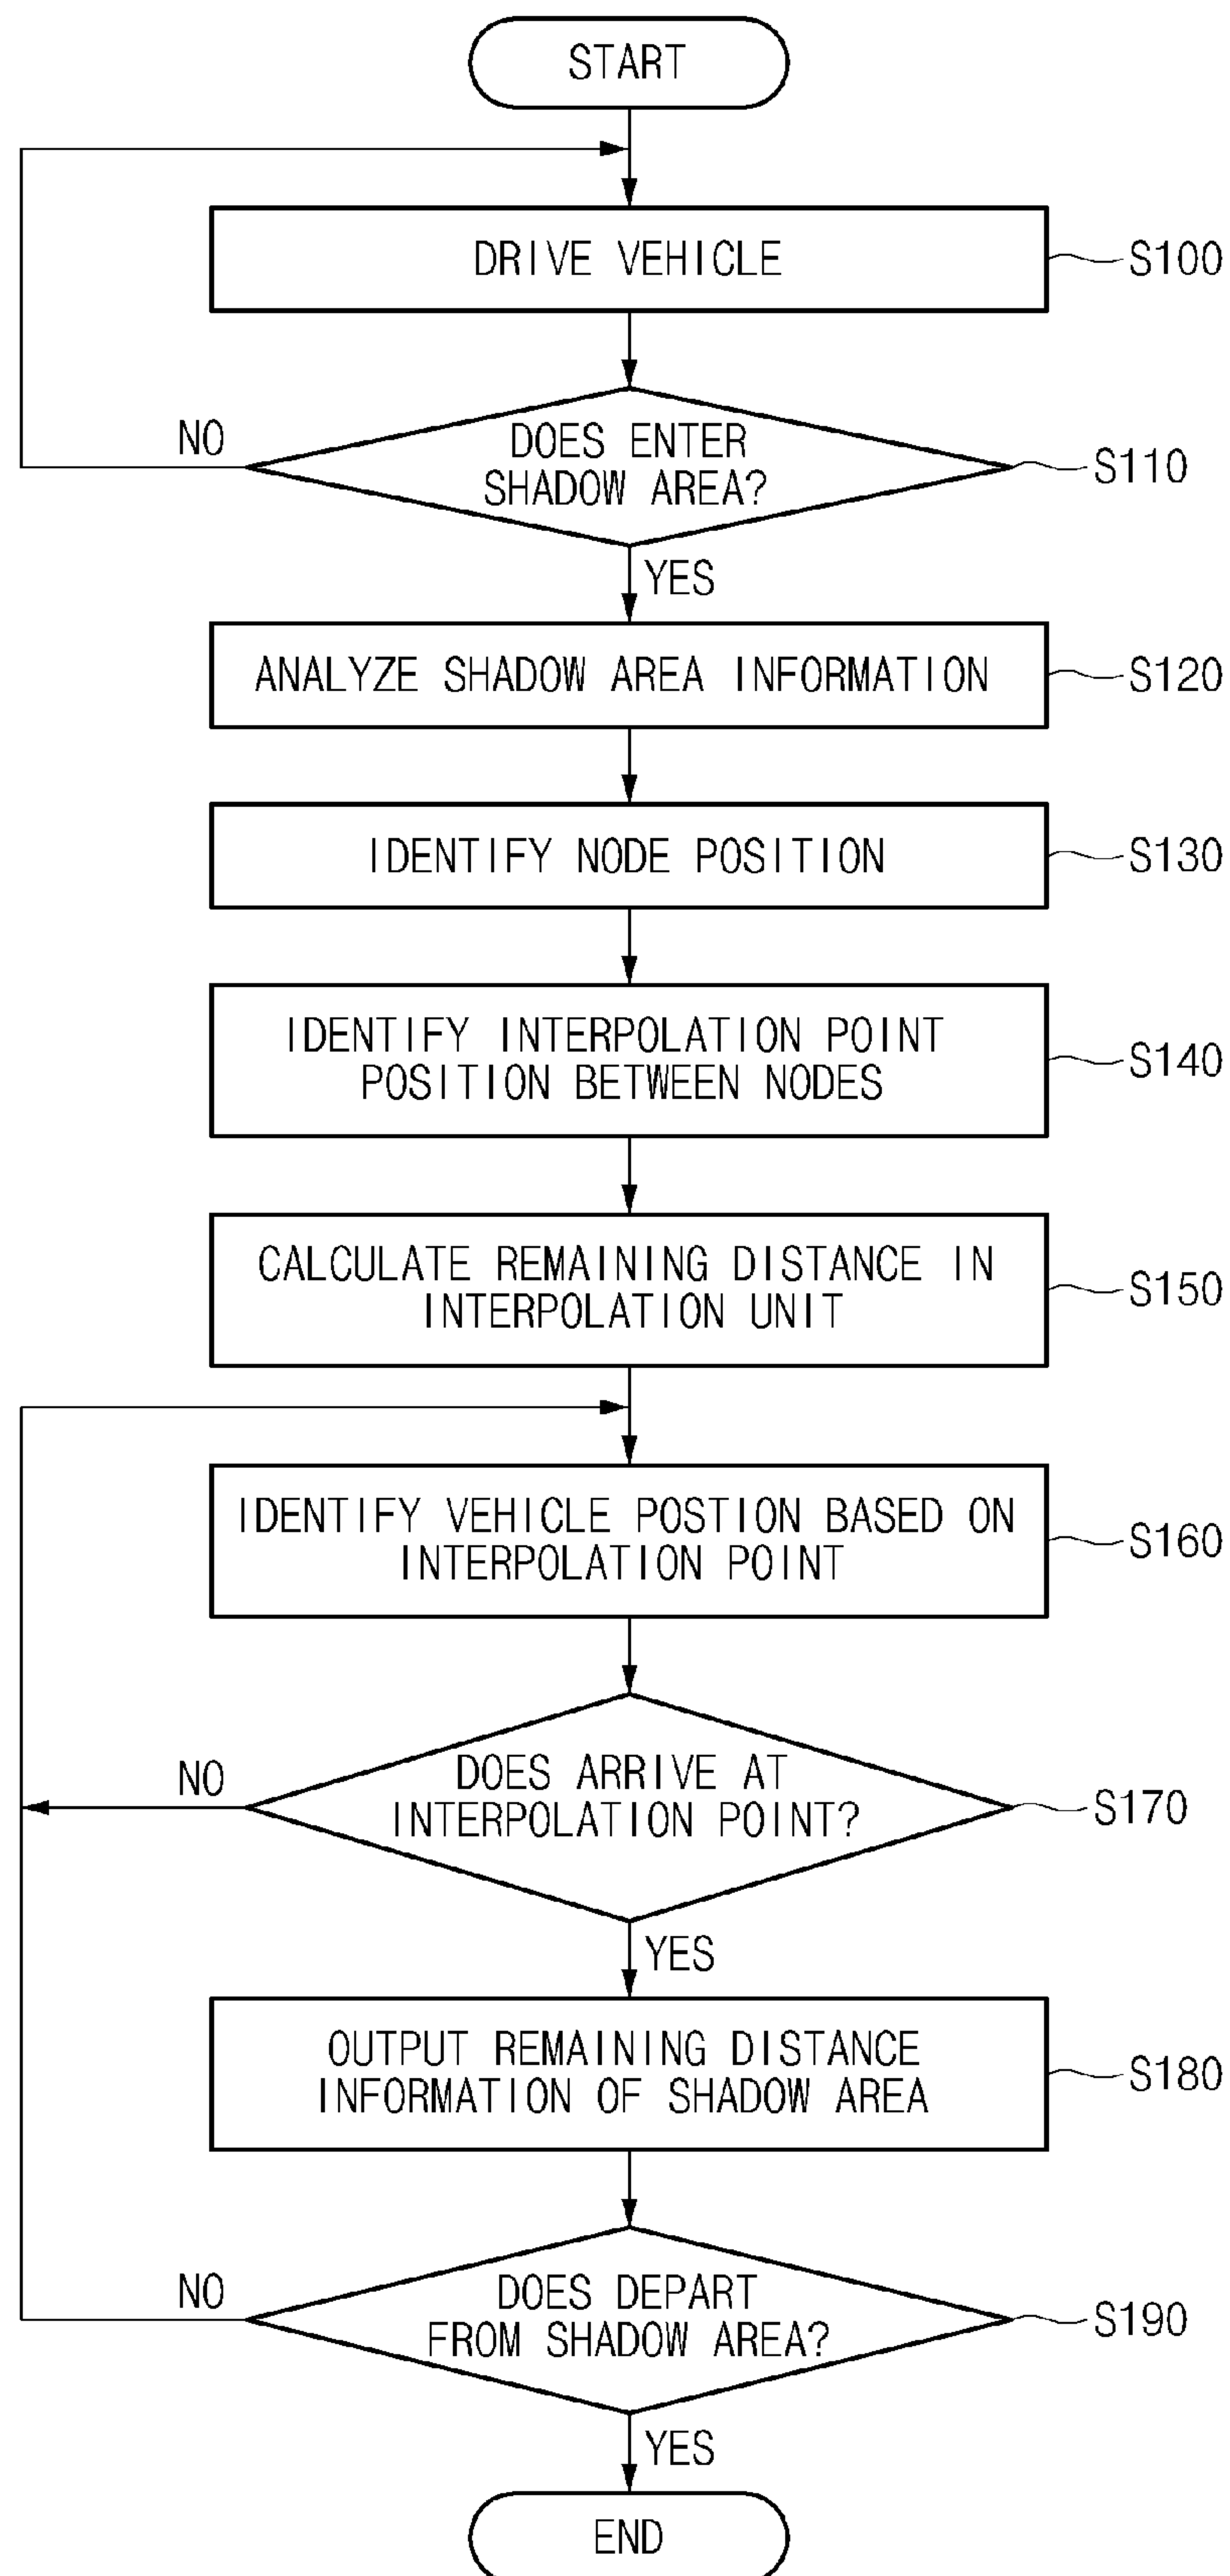 START
DRIVE VEHICLE
S100
NO
DOES ENTER
SHADOW AREA?
S110
YES
ANALYZE SHADOW AREA INFORMATION
S120
IDENTIFY NODE POSITION
S130
IDENTIFY INTERPOLATION POINT
POSITION BETWEEN NODES
S140
CALCULATE REMAINING DISTANCE IN
INTERPOLATION UNIT
S150
IDENTIFY VEHICLE POSTION BASED ON
INTERPOLATION POINT
S160
NO
DOES ARRIVE AT
INTERPOLATION POINT?
S170
YES
OUTPUT REMAINING DISTANCE
INFORMATION OF SHADOW AREA
S180
NO
DOES DEPART
FROM SHADOW AREA?
S190
YES
END